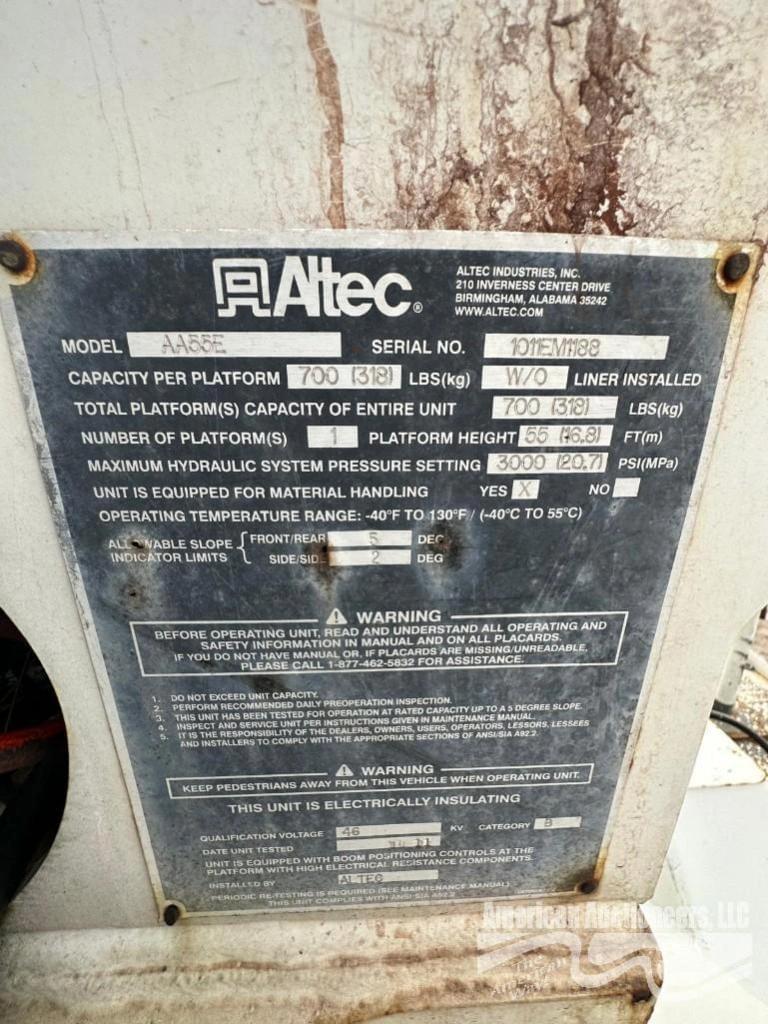 Altec®
ALTEC INDUSTRIES, INC.
210 INVERNESS CENTER DRIVE
BIRMINGHAM, ALABAMA 35242
WWW.ALTEC.COM
MODEL AA55E SERIAL NO. 1011EM1188
CAPACITY PER PLATFORM 700 (318) LBS(kg) W/O LINER INSTALLED
TOTAL PLATFORM(S) CAPACITY OF ENTIRE UNIT 700 (318) LBS(kg)
NUMBER OF PLATFORM(S) 1 PLATFORM HEIGHT 55 (16.8) FT(m)
MAXIMUM HYDRAULIC SYSTEM PRESSURE SETTING 3000 (20.7) PSI(MPa)
UNIT IS EQUIPPED FOR MATERIAL HANDLING YES X NO
OPERATING TEMPERATURE RANGE: -40°F TO 130°F / (-40°C TO 55°C)
ALLOWABLE SLOPE { FRONT/REAR 5 DEG
INDICATOR LIMITS SIDE/SIDE 2 DEG
⚠ WARNING
BEFORE OPERATING UNIT, READ AND UNDERSTAND ALL OPERATING AND
SAFETY INFORMATION IN MANUAL AND ON ALL PLACARDS.
IF YOU DO NOT HAVE MANUAL OR, IF PLACARDS ARE MISSING/UNREADABLE,
PLEASE CALL 1-877-462-5832 FOR ASSISTANCE.
1. DO NOT EXCEED UNIT CAPACITY.
2. PERFORM RECOMMENDED DAILY PREOPERATION INSPECTION.
3. THIS UNIT HAS BEEN TESTED FOR OPERATION AT RATED CAPACITY UP TO A 5 DEGREE SLOPE.
4. INSPECT AND SERVICE UNIT PER INSTRUCTIONS GIVEN IN MAINTENANCE MANUAL.
5. IT IS THE RESPONSIBILITY OF THE DEALERS, OWNERS, USERS, OPERATORS, LESSORS, LESSEES
AND INSTALLERS TO COMPLY WITH THE APPROPRIATE SECTIONS OF ANSI/SIA A92.2.
⚠ WARNING
KEEP PEDESTRIANS AWAY FROM THIS VEHICLE WHEN OPERATING UNIT.
THIS UNIT IS ELECTRICALLY INSULATING
QUALIFICATION VOLTAGE 46 KV CATEGORY B
DATE UNIT TESTED 11
UNIT IS EQUIPPED WITH BOOM POSITIONING CONTROLS AT THE
PLATFORM WITH HIGH ELECTRICAL RESISTANCE COMPONENTS.
INSTALLED BY ALTEC
PERIODIC RE-TESTING IS REQUIRED (SEE MAINTENANCE MANUAL)
THIS UNIT COMPLIES WITH ANSI/SIA A92.2
American Auctioneers, LLC
The
American
Way